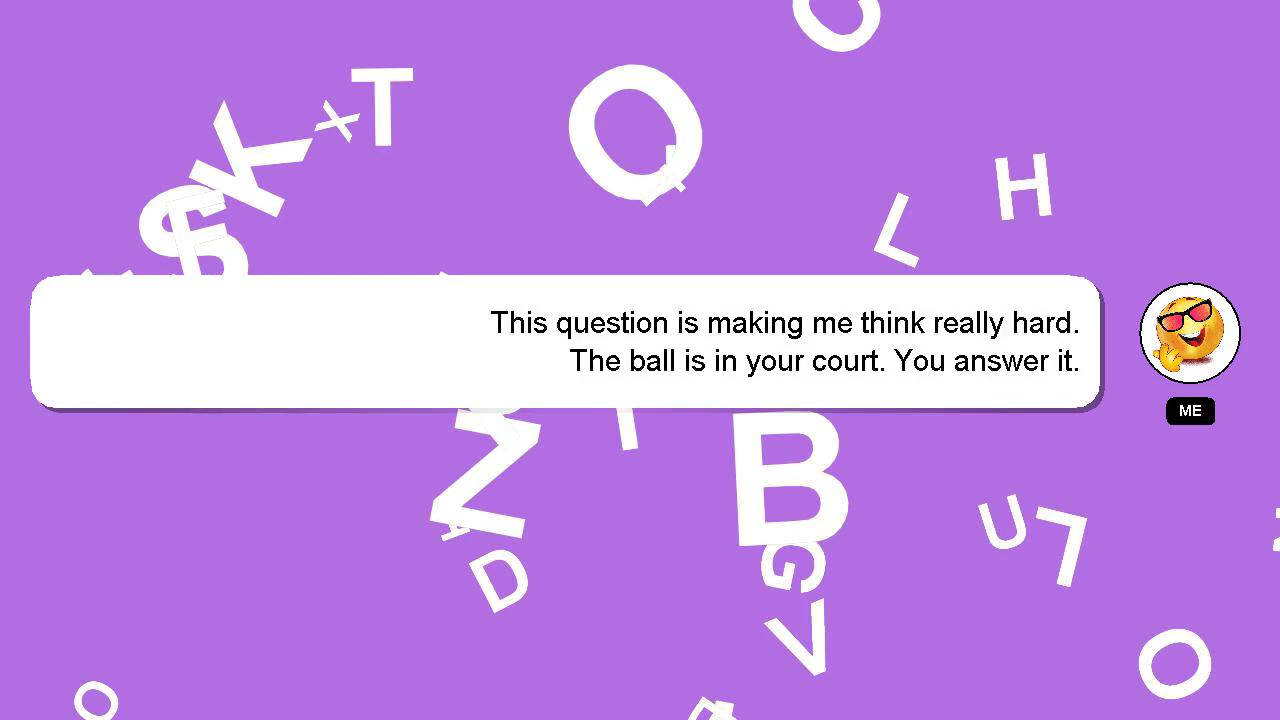 O
T
X
K
O
S
H
L
This question is making me think really hard.
The ball is in your court. You answer it.
ME
Z
B
U
L
D
G
V
O
O